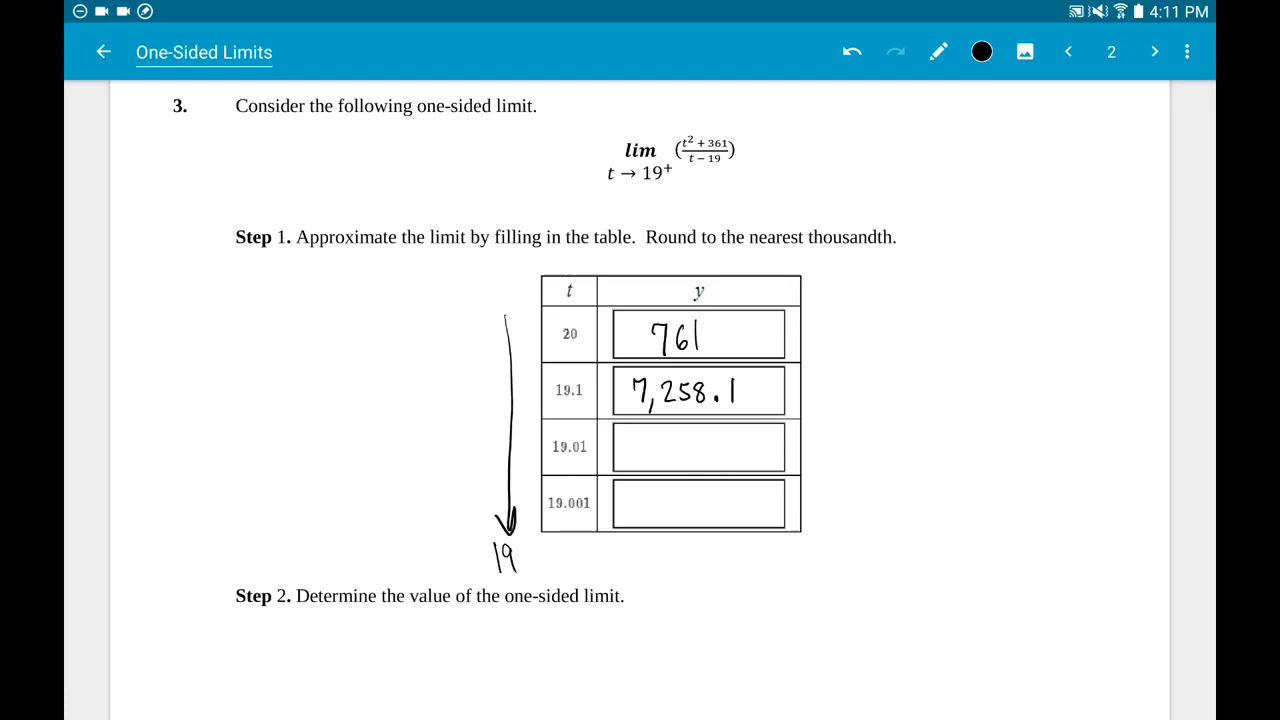 4:11 PM
One-Sided Limits
2
3. Consider the following one-sided limit.
lim (t² + 361 / t − 19)
t → 19⁺
Step 1. Approximate the limit by filling in the table. Round to the nearest thousandth.
t y
20 761
19.1 7,258.1
19.01
19.001
19
Step 2. Determine the value of the one-sided limit.